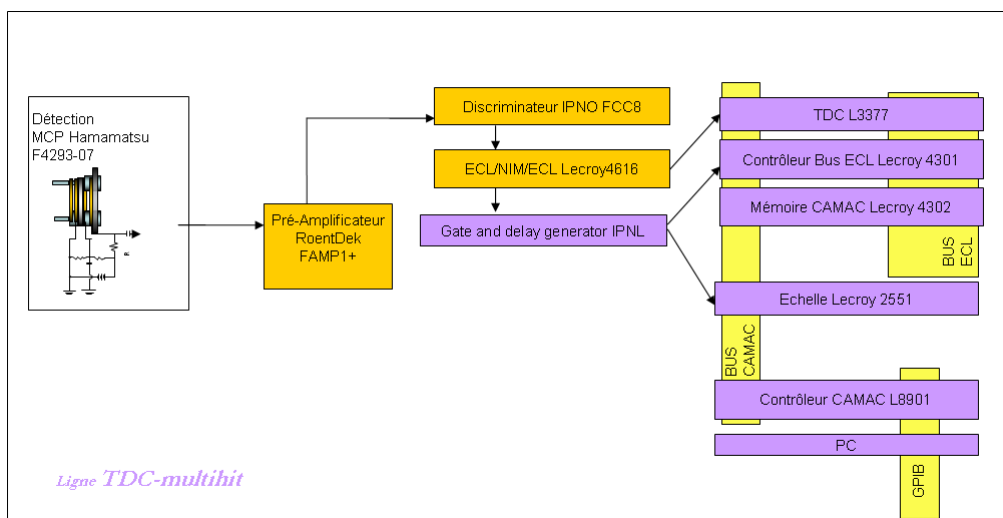 Détection
MCP Hamamatsu
F4293-07
R
Pré-Amplificateur
RoentDek
FAMP1+
Discriminateur IPNO FCC8
ECL/NIM/ECL Lecroy4616
Gate and delay generator IPNL
TDC L3377
Contrôleur Bus ECL Lecroy 4301
Mémoire CAMAC Lecroy 4302
BUS
ECL
Echelle Lecroy 2551
BUS
CAMAC
Contrôleur CAMAC L8901
PC
GPIB
Ligne TDC-multihit